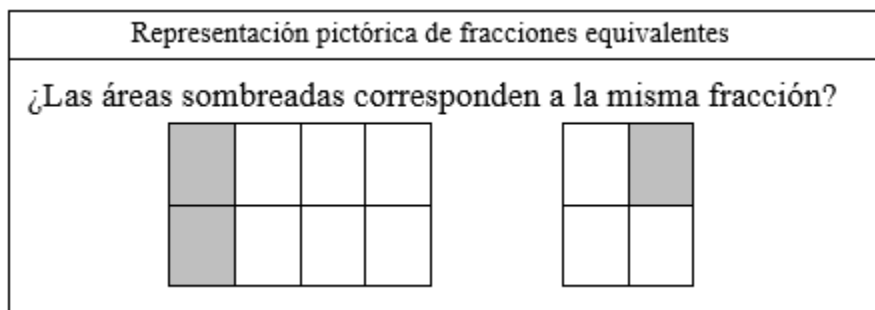 Representación pictórica de fracciones equivalentes
¿Las áreas sombreadas corresponden a la misma fracción?